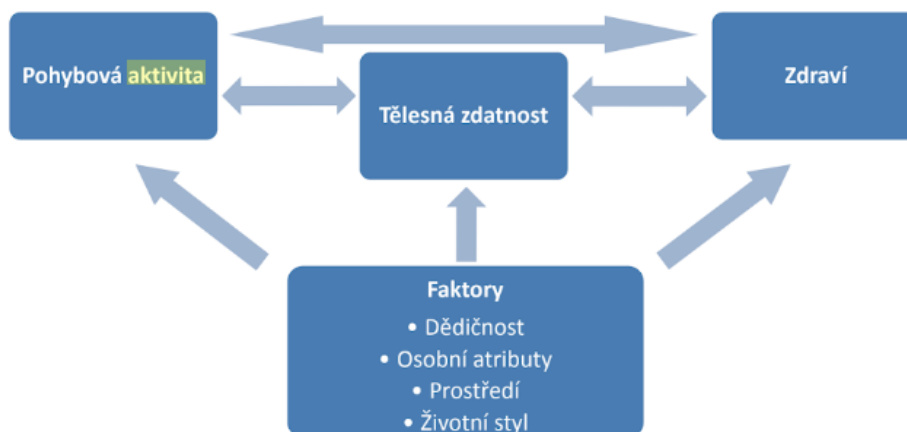 Pohybová aktivita
Tělesná zdatnost
Zdraví
Faktory
• Dědičnost
• Osobní atributy
• Prostředí
• Životní styl